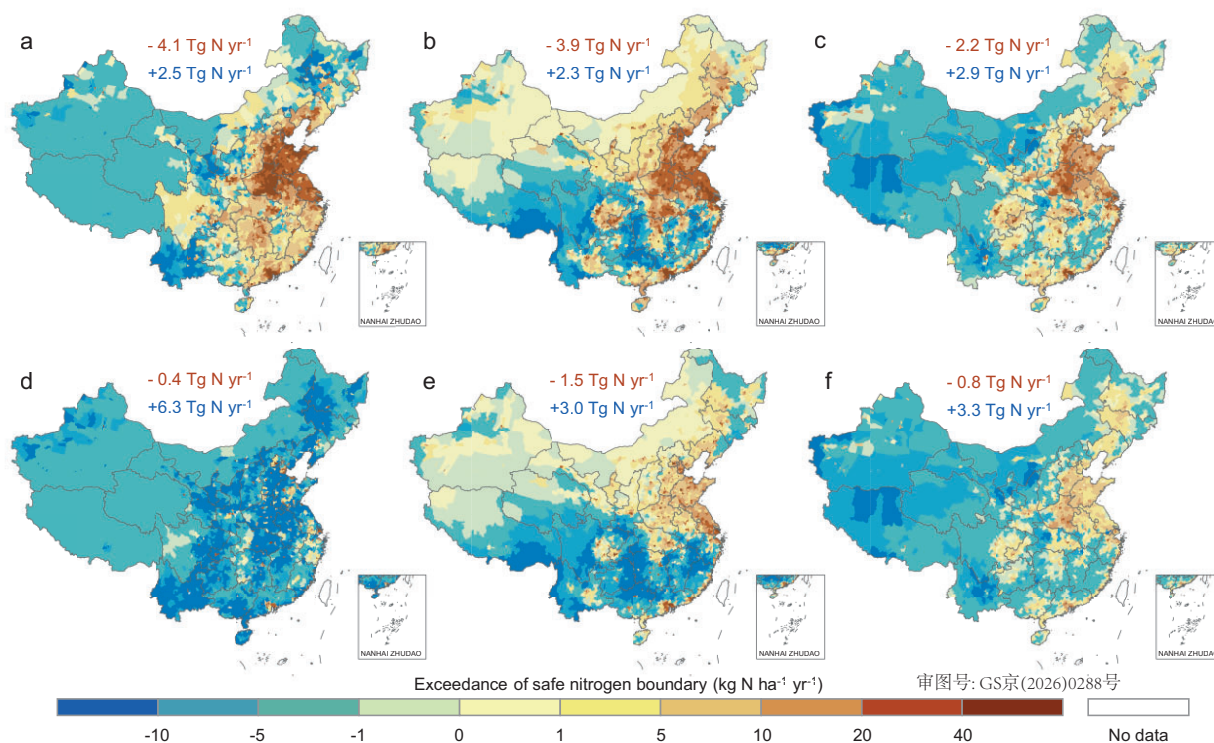 a
- 4.1 Tg N yr⁻¹
+2.5 Tg N yr⁻¹
NANHAI ZHUDAO
b
- 3.9 Tg N yr⁻¹
+2.3 Tg N yr⁻¹
NANHAI ZHUDAO
c
- 2.2 Tg N yr⁻¹
+2.9 Tg N yr⁻¹
NANHAI ZHUDAO
d
- 0.4 Tg N yr⁻¹
+6.3 Tg N yr⁻¹
NANHAI ZHUDAO
e
- 1.5 Tg N yr⁻¹
+3.0 Tg N yr⁻¹
NANHAI ZHUDAO
f
- 0.8 Tg N yr⁻¹
+3.3 Tg N yr⁻¹
NANHAI ZHUDAO
Exceedance of safe nitrogen boundary (kg N ha⁻¹ yr⁻¹)
审图号: GS京(2026)0288号
-10 -5 -1 0 1 5 10 20 40 No data